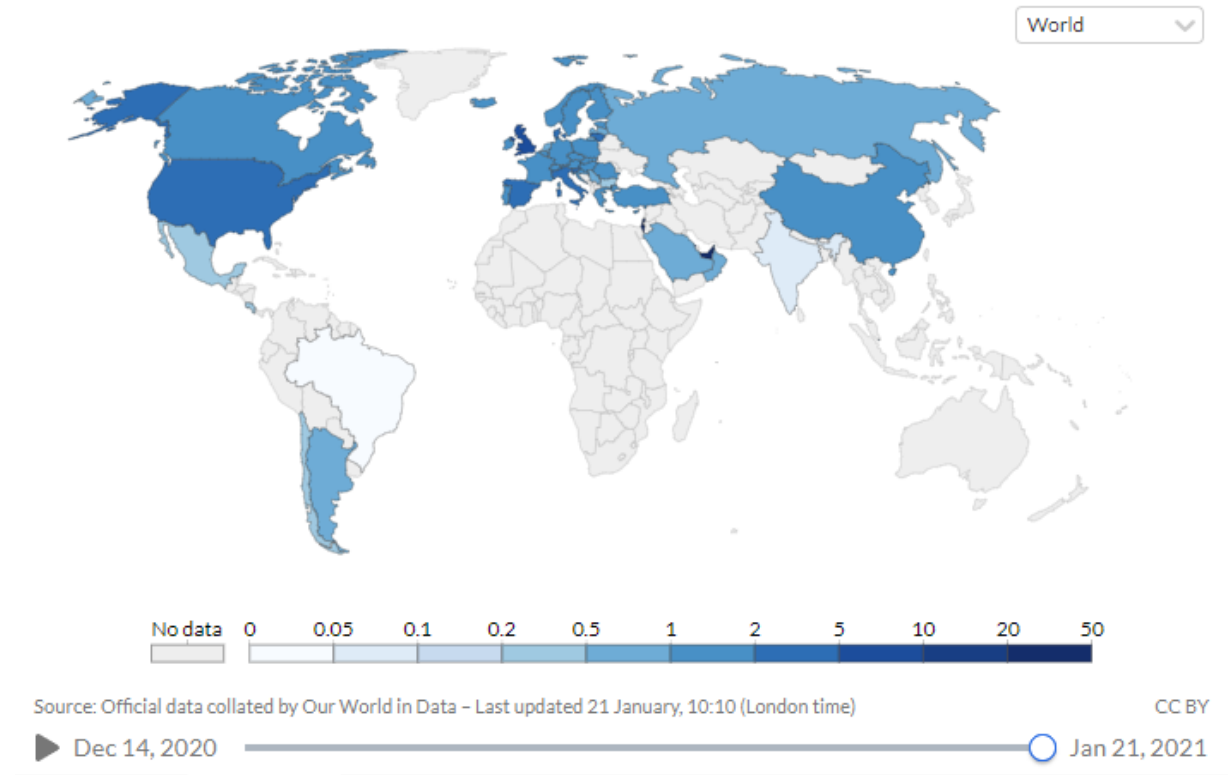 World
No data 0 0.05 0.1 0.2 0.5 1 2 5 10 20 50
Source: Official data collated by Our World in Data – Last updated 21 January, 10:10 (London time) CC BY
Dec 14, 2020 Jan 21, 2021